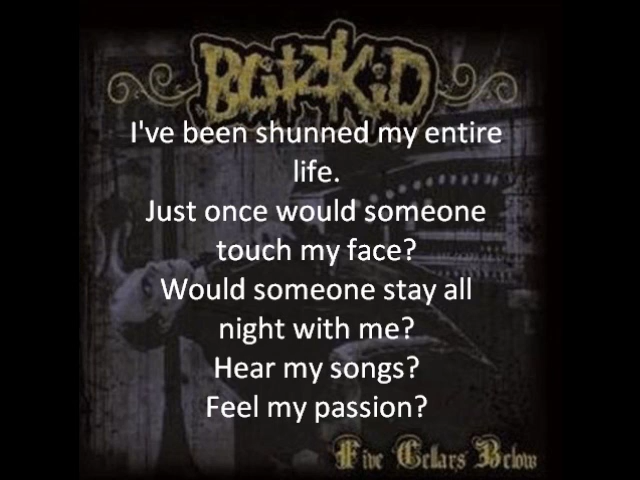 BLiTZKiD
I've been shunned my entire
life.
Just once would someone
touch my face?
Would someone stay all
night with me?
Hear my songs?
Feel my passion?
Five Cellars Below